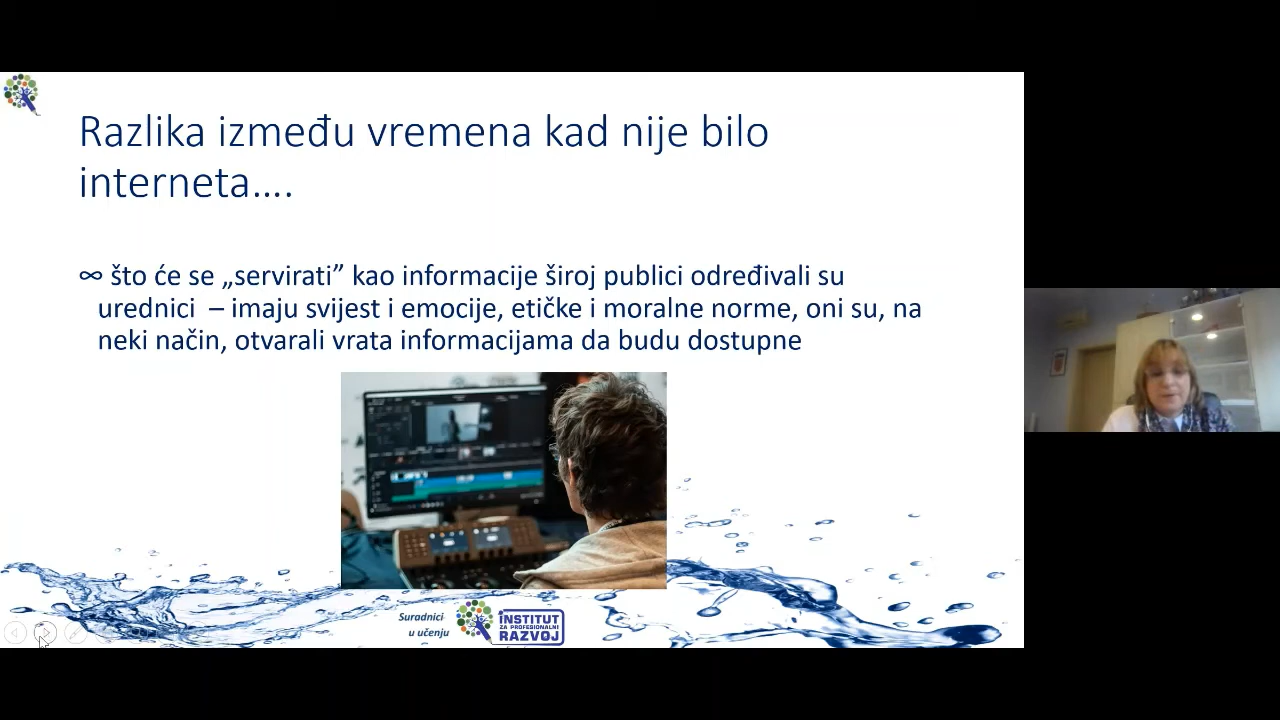 Razlika između vremena kad nije bilo
interneta....
∞ što će se „servirati” kao informacije široj publici određivali su
urednici – imaju svijest i emocije, etičke i moralne norme, oni su, na
neki način, otvarali vrata informacijama da budu dostupne
Suradnici
u učenju
INSTITUT
ZA PROFESIONALNI
RAZVOJ